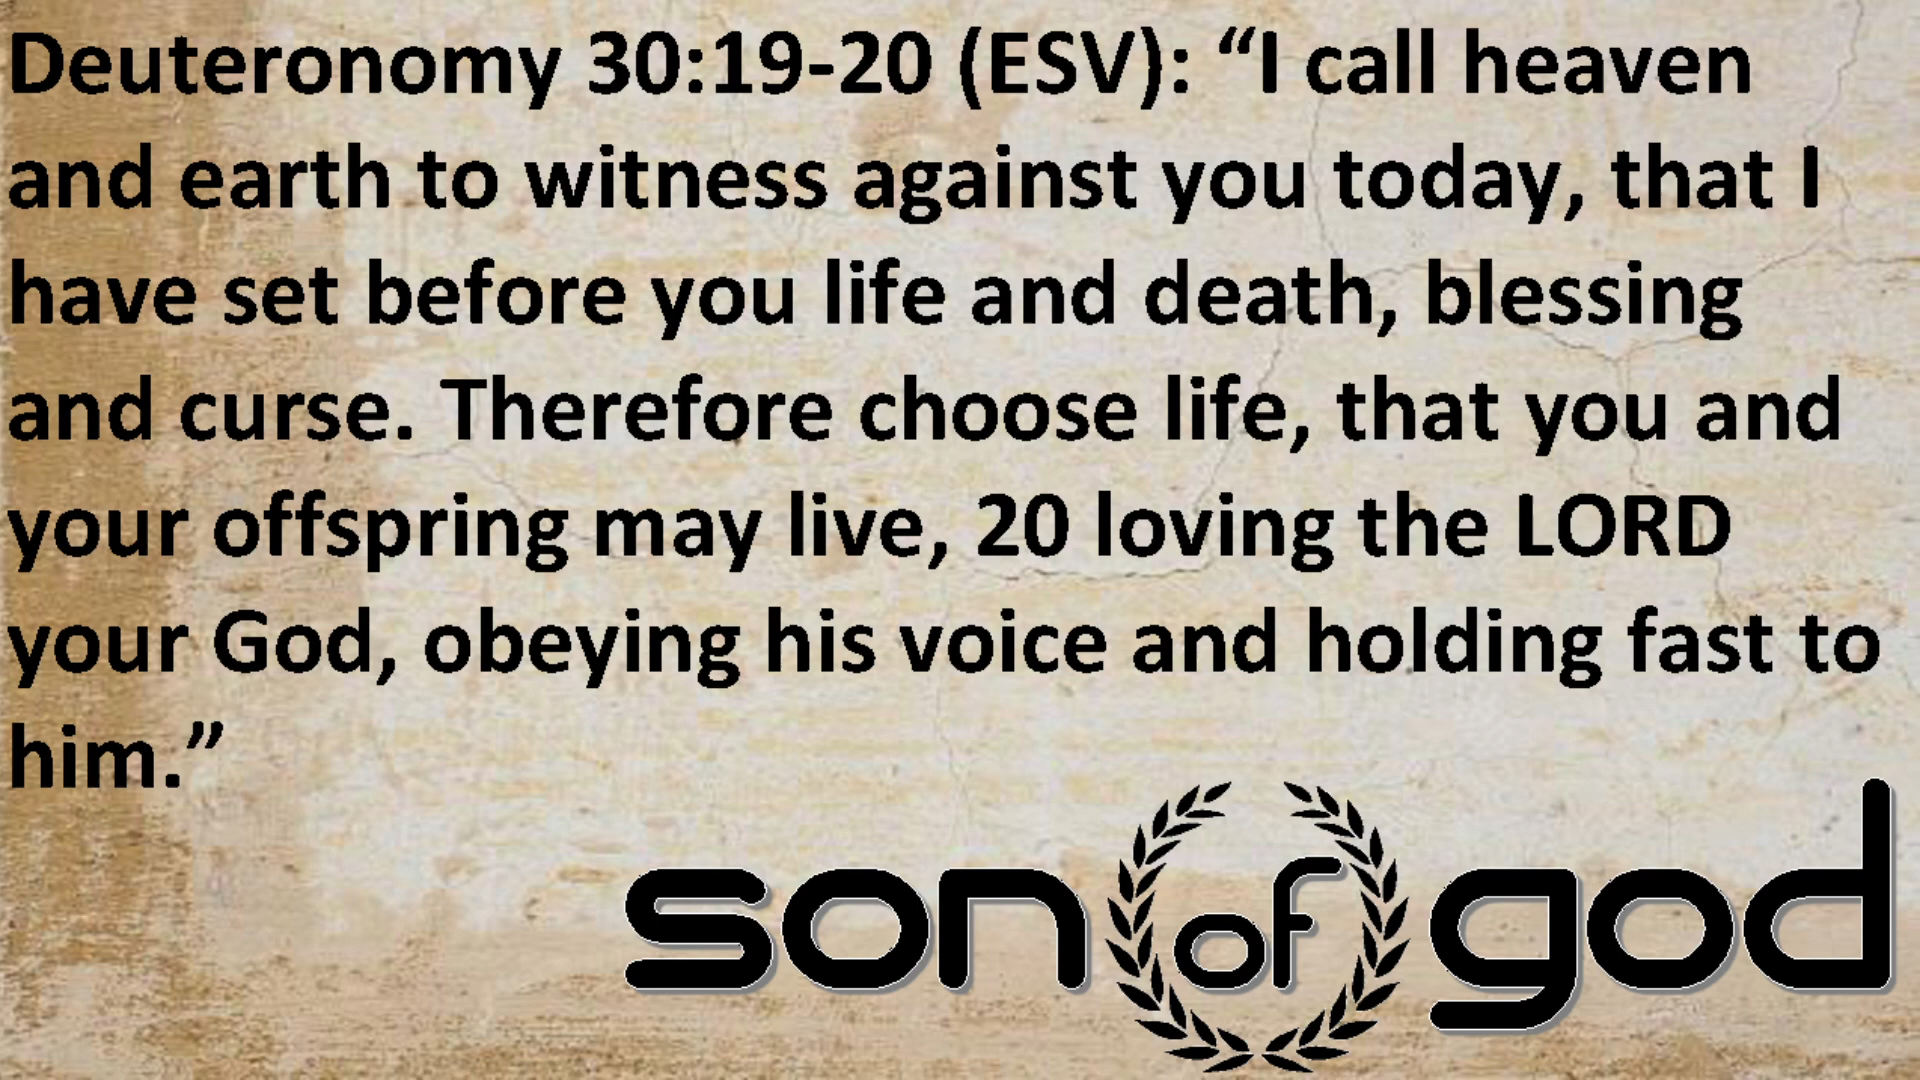 Deuteronomy 30:19-20 (ESV): “I call heaven
and earth to witness against you today, that I
have set before you life and death, blessing
and curse. Therefore choose life, that you and
your offspring may live, 20 loving the LORD
your God, obeying his voice and holding fast to
him.”
son of god